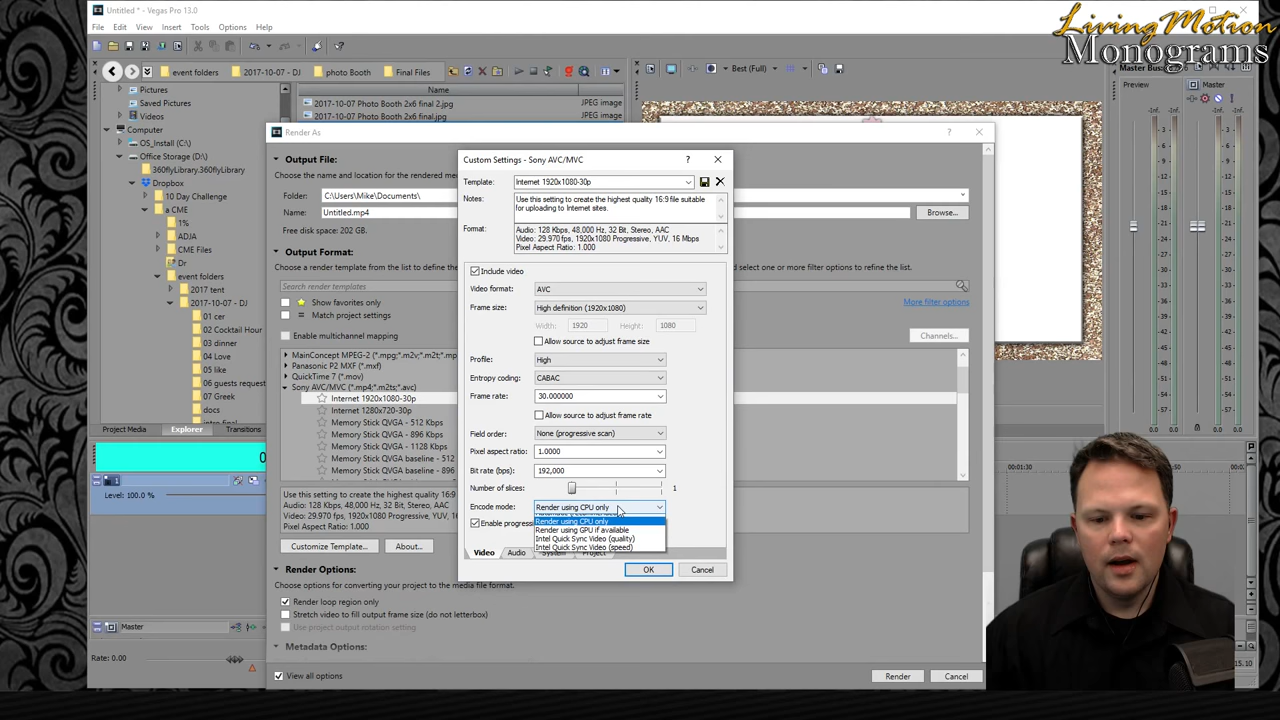 Untitled * - Vegas Pro 13.0
LivingMotion
Monograms
File Edit View Insert Tools Options Help
event folders 2017-10-07 - DJ photo Booth Final Files
Best (Full)
Master Bus
Preview Master
Pictures
Saved Pictures
Videos
Computer
OS_Install (C:)
Office Storage (D:)
360flyLibrary.360flyLibrary
Dropbox
10 Day Challenge
a CME
1%
ADJA
CME Files
Dr
event folders
2017 tent
2017-10-07 - DJ
01 cer
02 Cocktail Hour
03 dinner
04 Love
05 like
06 guests request
07 Greek
docs
intro final
Name
2017-10-07 Photo Booth 2x6 final 2.jpg JPEG image
2017-10-07 Photo Booth 2x6 final.jpg JPEG image
Project Media Explorer Transitions
1
Level: 100.0 %
Master
Rate: 0.00
00:01:30
15.10
Render As
Output File:
Choose the name and location for the rendered me
Folder: C:\Users\Mike\Documents\
Name: Untitled.mp4 Browse...
Free disk space: 202 GB.
Output Format:
Choose a render template from the list to define the
select one or more filter options to refine the list.
Search render templates
Show favorites only More filter options
= Match project settings
Enable multichannel mapping Channels...
MainConcept MPEG-2 (*.mpg;*.m2v;*.m2t;*.m
Panasonic P2 MXF (*.mxf)
QuickTime 7 (*.mov)
Sony AVC/MVC (*.mp4;*.m2ts;*.avc)
Internet 1920x1080-30p
Internet 1280x720-30p
Memory Stick QVGA - 512 Kbps
Memory Stick QVGA - 896 Kbps
Memory Stick QVGA - 1128 Kbps
Memory Stick QVGA baseline - 512
Memory Stick QVGA baseline - 896
Use this setting to create the highest quality 16:9 file
Audio: 128 Kbps, 48,000 Hz, 32 Bit, Stereo, AAC
Video: 29.970 fps, 1920x1080 Progressive, YUV, 16
Pixel Aspect Ratio: 1.000
Customize Template... About...
Render Options:
Choose options for converting your project to the media file format.
Render loop region only
Stretch video to fill output frame size (do not letterbox)
Use project output rotation setting
Metadata Options:
View all options Render Cancel
Custom Settings - Sony AVC/MVC
Template: Internet 1920x1080-30p
Notes: Use this setting to create the highest quality 16:9 file suitable
for uploading to Internet sites.
Format: Audio: 128 Kbps, 48,000 Hz, 32 Bit, Stereo, AAC
Video: 29.970 fps, 1920x1080 Progressive, YUV, 16 Mbps
Pixel Aspect Ratio: 1.000
Include video
Video format: AVC
Frame size: High definition (1920x1080)
Width: 1920 Height: 1080
Allow source to adjust frame size
Profile: High
Entropy coding: CABAC
Frame rate: 30.000000
Allow source to adjust frame rate
Field order: None (progressive scan)
Pixel aspect ratio: 1.0000
Bit rate (bps): 192,000
Number of slices: 1
Encode mode: Render using CPU only
Render using CPU only
Enable progress
Render using GPU if available
Intel Quick Sync Video (quality)
Intel Quick Sync Video (speed)
Video Audio System Project
OK Cancel